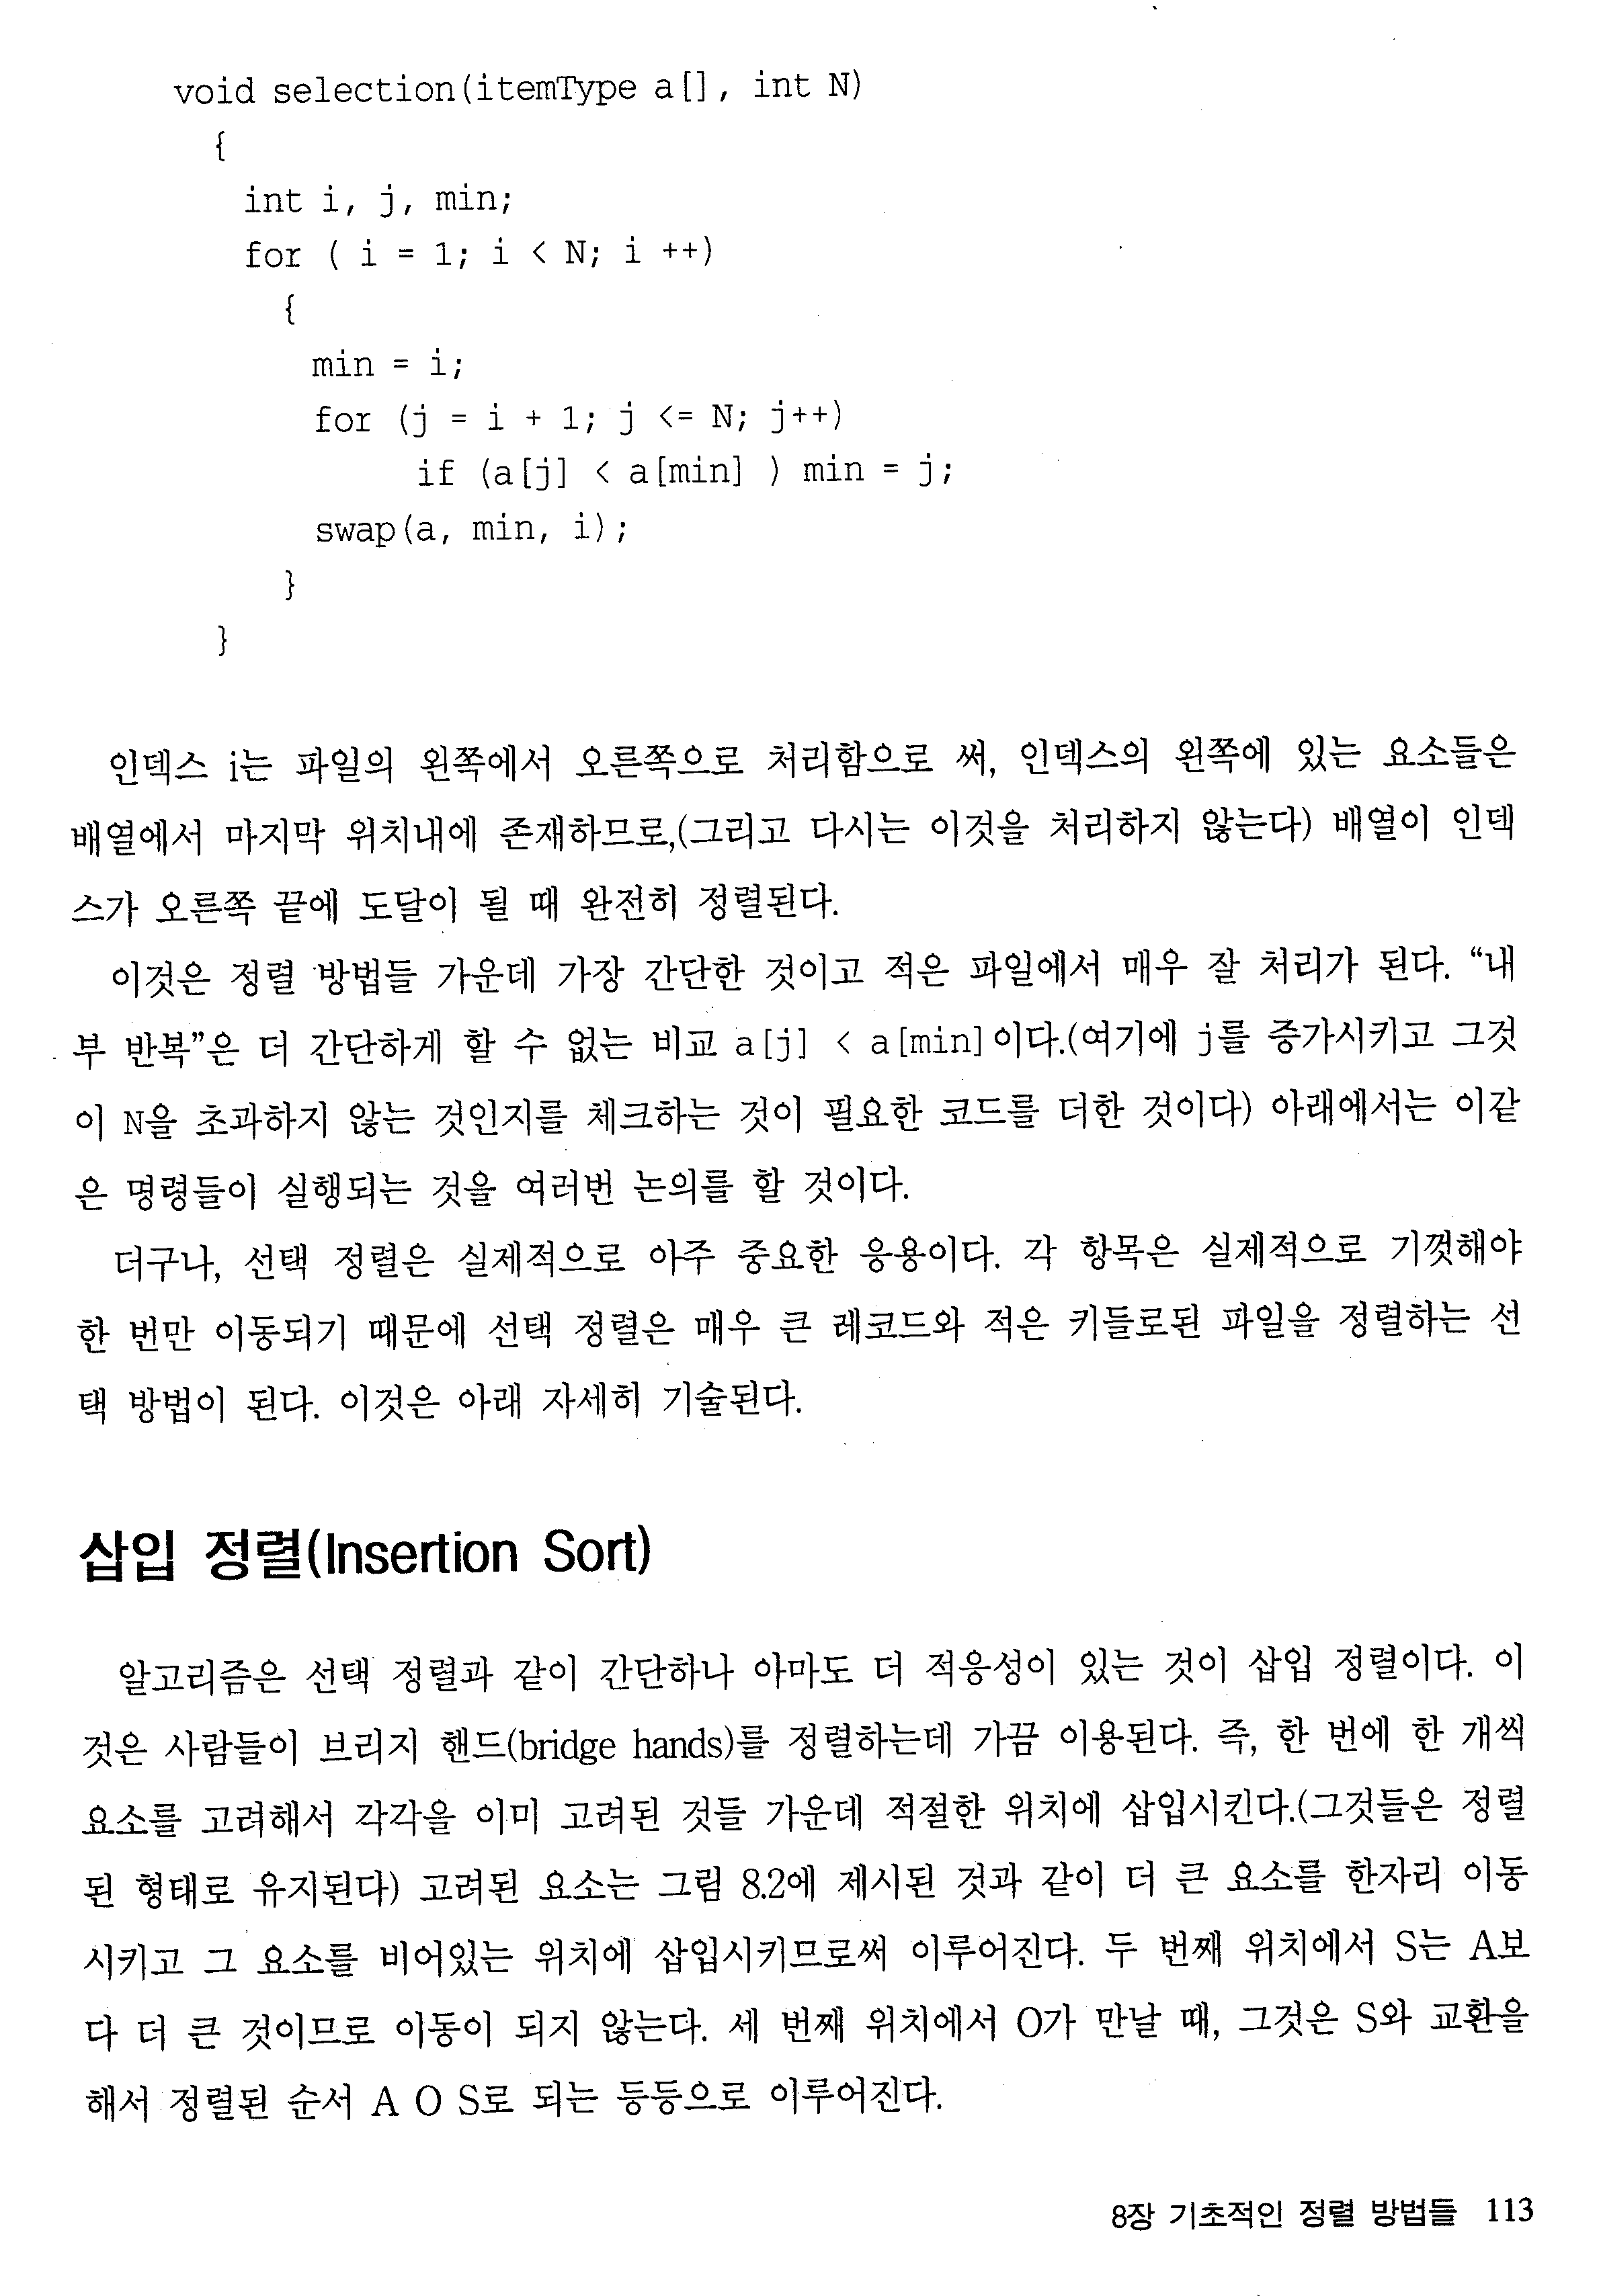 void selection(itemType a[], int N)
{
int i, j, min;
for ( i = 1; i < N; i ++)
{
min = i;
for (j = i + 1; j <= N; j++)
if (a[j] < a[min] ) min = j;
swap(a, min, i);
}
}
인덱스 i는 파일의 왼쪽에서 오른쪽으로 처리함으로 써, 인덱스의 왼쪽에 있는 요소들은
배열에서 마지막 위치내에 존재하므로,(그리고 다시는 이것을 처리하지 않는다) 배열이 인덱
스가 오른쪽 끝에 도달이 될 때 완전히 정렬된다.
이것은 정렬 방법들 가운데 가장 간단한 것이고 적은 파일에서 매우 잘 처리가 된다. “내
부 반복”은 더 간단하게 할 수 없는 비교 a[j] < a[min]이다.(여기에 j를 증가시키고 그것
이 N을 초과하지 않는 것인지를 체크하는 것이 필요한 코드를 더한 것이다) 아래에서는 이같
은 명령들이 실행되는 것을 여러번 논의를 할 것이다.
더구나, 선택 정렬은 실제적으로 아주 중요한 응용이다. 각 항목은 실제적으로 기껏해야
한 번만 이동되기 때문에 선택 정렬은 매우 큰 레코드와 적은 키들로된 파일을 정렬하는 선
택 방법이 된다. 이것은 아래 자세히 기술된다.
삽입 정렬(Insertion Sort)
알고리즘은 선택 정렬과 같이 간단하나 아마도 더 적응성이 있는 것이 삽입 정렬이다. 이
것은 사람들이 브리지 핸드(bridge hands)를 정렬하는데 가끔 이용된다. 즉, 한 번에 한 개씩
요소를 고려해서 각각을 이미 고려된 것들 가운데 적절한 위치에 삽입시킨다.(그것들은 정렬
된 형태로 유지된다) 고려된 요소는 그림 8.2에 제시된 것과 같이 더 큰 요소를 한자리 이동
시키고 그 요소를 비어있는 위치에 삽입시키므로써 이루어진다. 두 번째 위치에서 S는 A보
다 더 큰 것이므로 이동이 되지 않는다. 세 번째 위치에서 O가 만날 때, 그것은 S와 교환을
해서 정렬된 순서 A O S로 되는 등등으로 이루어진다.
8장 기초적인 정렬 방법들 113